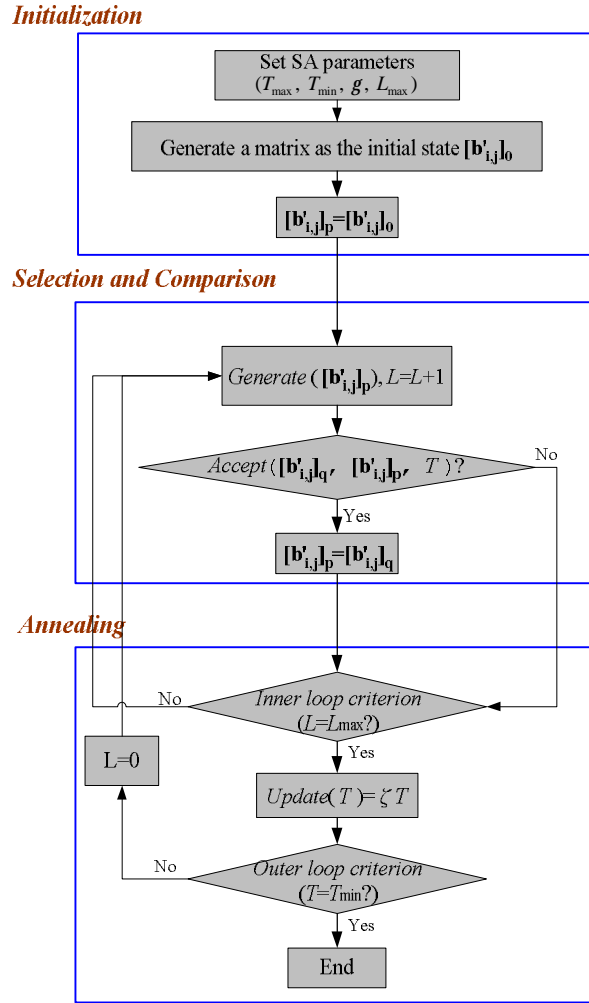 Initialization
Set SA parameters
(Tmax, Tmin, g, Lmax)
Generate a matrix as the initial state [b'i,j]0
[b'i,j]p=[b'i,j]0
Selection and Comparison
Generate([b'i,j]p), L=L+1
Accept([b'i,j]q, [b'i,j]p, T)?
No
Yes
[b'i,j]p=[b'i,j]q
Annealing
No
Inner loop criterion
(L=Lmax?)
Yes
L=0
Update(T)=ζT
No
Outer loop criterion
(T=Tmin?)
Yes
End